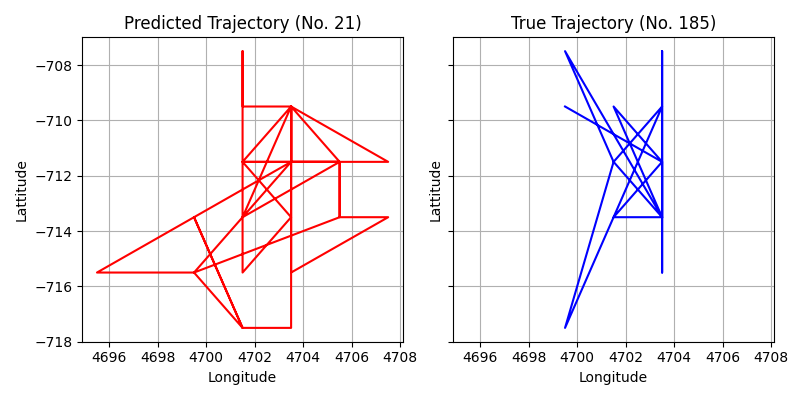 Predicted Trajectory (No. 21)
True Trajectory (No. 185)
−708
−710
−712
−714
−716
−718
Lattitude
Lattitude
4696 4698 4700 4702 4704 4706 4708
4696 4698 4700 4702 4704 4706 4708
Longitude
Longitude